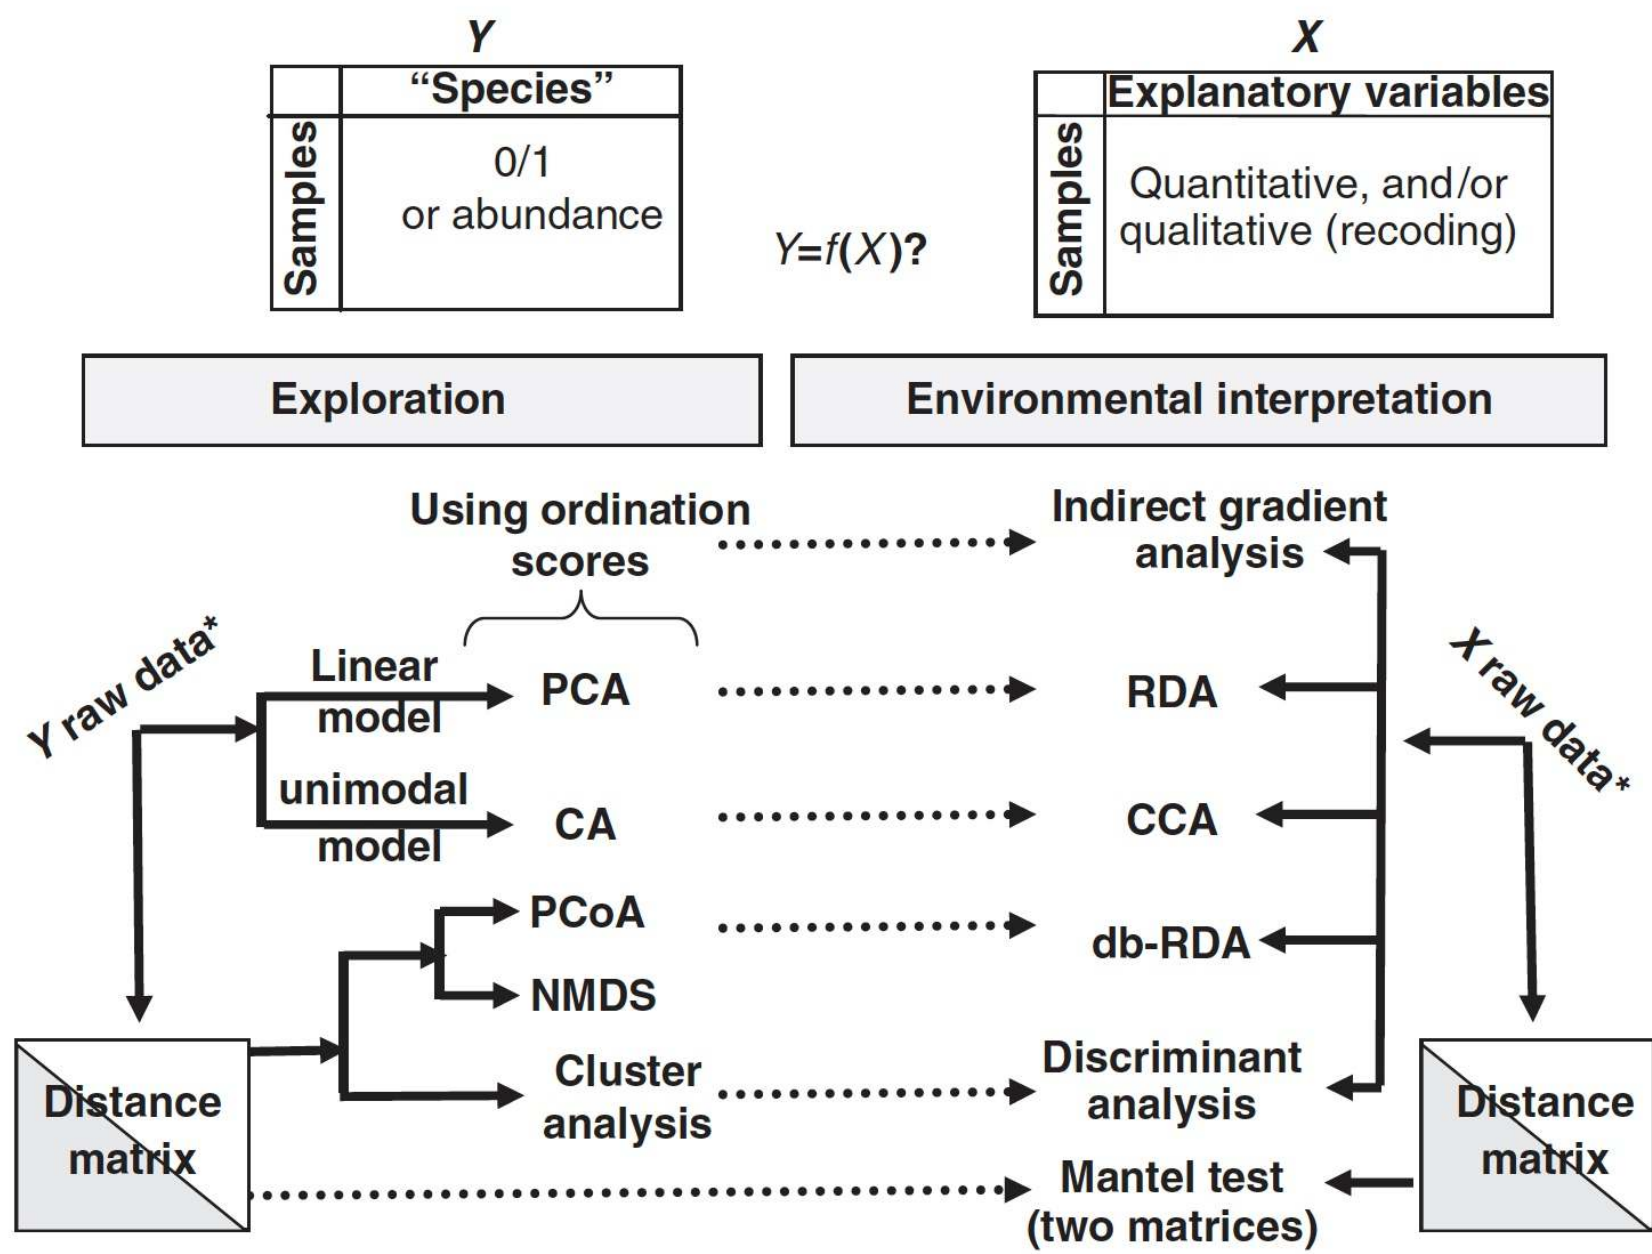 Y
X
“Species”
Samples
0/1
or abundance
Explanatory variables
Samples
Quantitative, and/or
qualitative (recoding)
Y=f(X)?
Exploration
Environmental interpretation
Using ordination
scores
Indirect gradient
analysis
Y raw data*
X raw data*
Linear
model
PCA
RDA
unimodal
model
CA
CCA
PCoA
db-RDA
NMDS
Cluster
analysis
Discriminant
analysis
Distance
matrix
Distance
matrix
Mantel test
(two matrices)